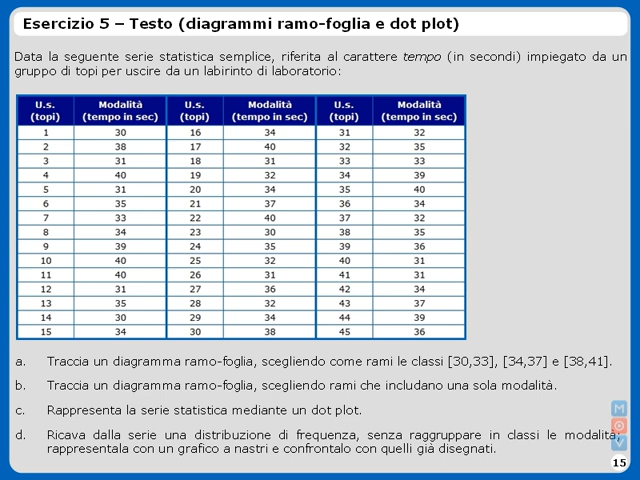 Esercizio 5 – Testo (diagrammi ramo-foglia e dot plot)
Data la seguente serie statistica semplice, riferita al carattere tempo (in secondi) impiegato da un
gruppo di topi per uscire da un labirinto di laboratorio:
U.s. Modalità U.s. Modalità U.s. Modalità
(topi) (tempo in sec) (topi) (tempo in sec) (topi) (tempo in sec)
1 30 16 34 31 32
2 38 17 40 32 35
3 31 18 31 33 33
4 40 19 32 34 39
5 31 20 34 35 40
6 35 21 37 36 34
7 33 22 40 37 32
8 34 23 30 38 35
9 39 24 35 39 36
10 40 25 32 40 31
11 40 26 31 41 31
12 31 27 36 42 34
13 35 28 32 43 37
14 30 29 34 44 39
15 34 30 38 45 36
a. Traccia un diagramma ramo-foglia, scegliendo come rami le classi [30,33], [34,37] e [38,41].
b. Traccia un diagramma ramo-foglia, scegliendo rami che includano una sola modalità.
c. Rappresenta la serie statistica mediante un dot plot.
d. Ricava dalla serie una distribuzione di frequenza, senza raggruppare in classi le modalità;
rappresentala con un grafico a nastri e confrontalo con quelli già disegnati.
M
O
V
15